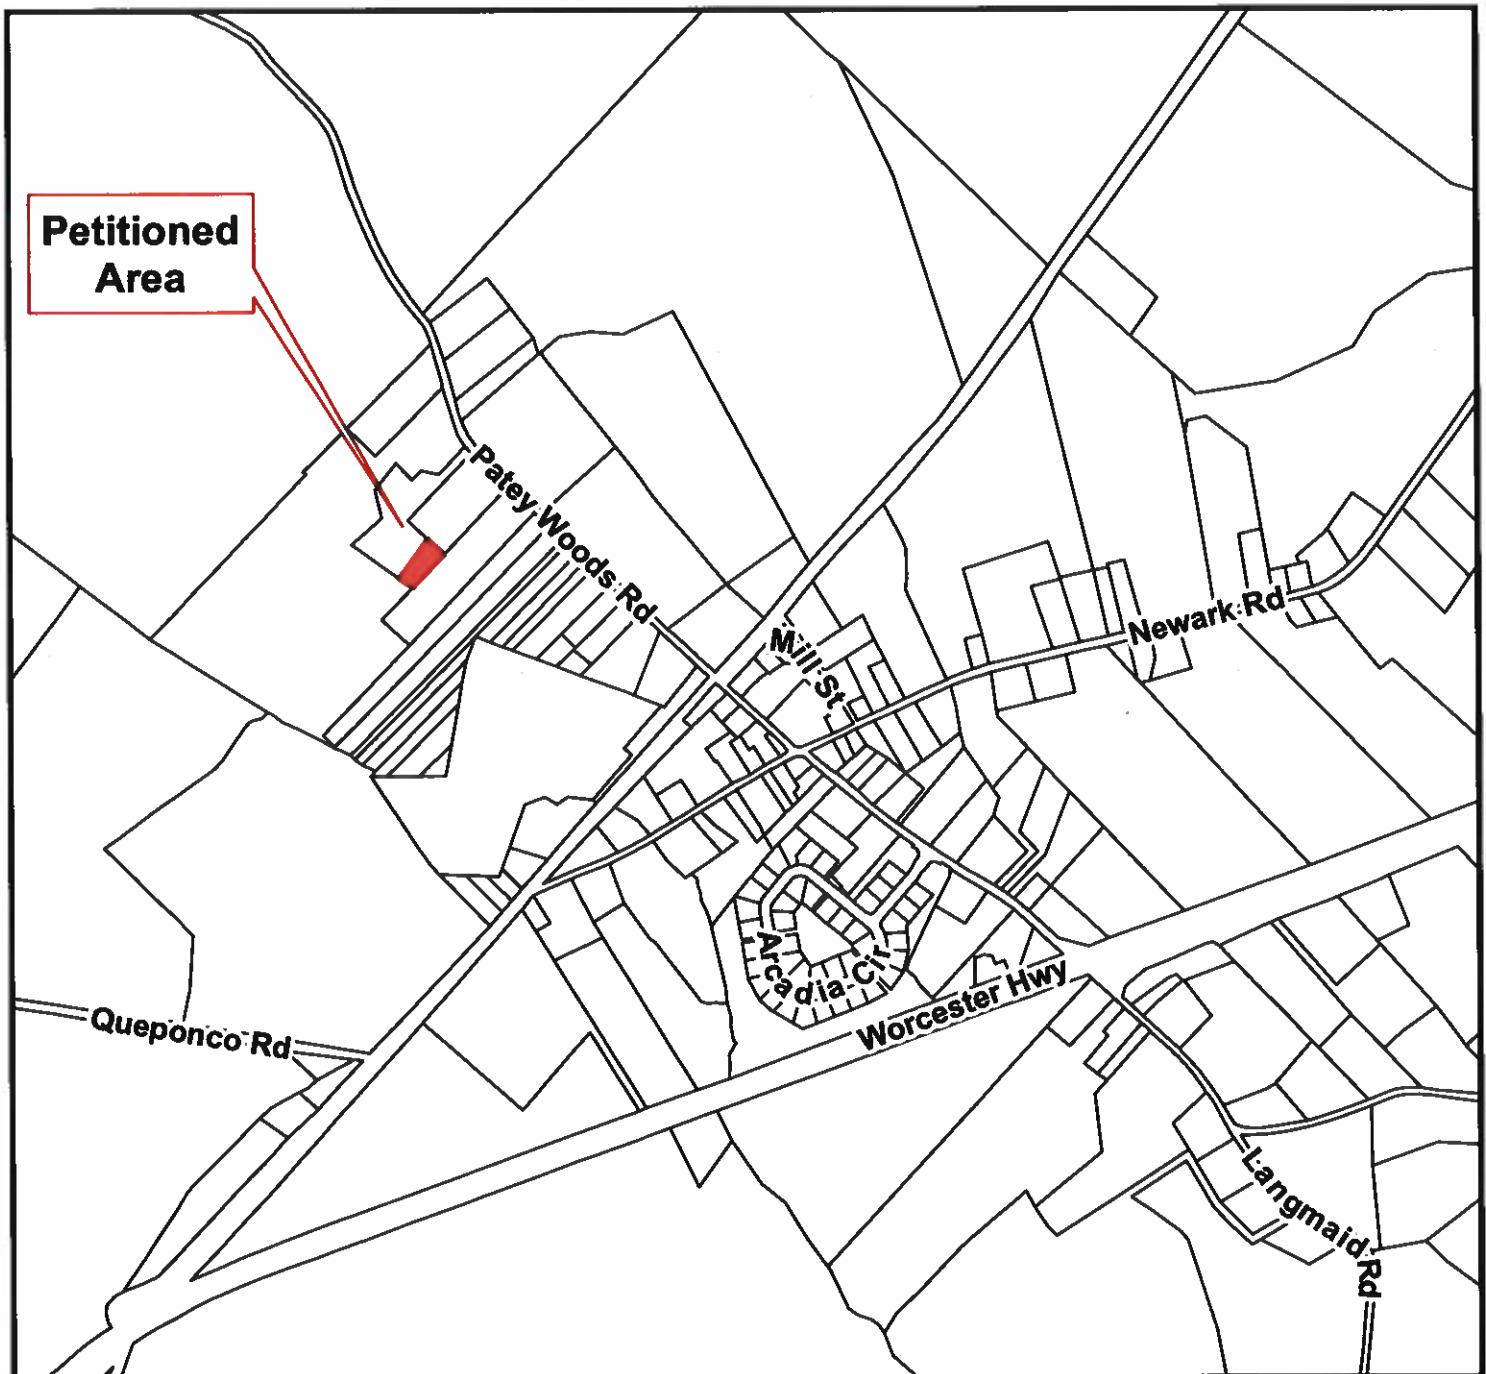 Petitioned
Area
Patey Woods Rd
Mill St
Newark Rd
Arcadia Cir
Worcester Hwy
Queponco Rd
Langmaid Rd